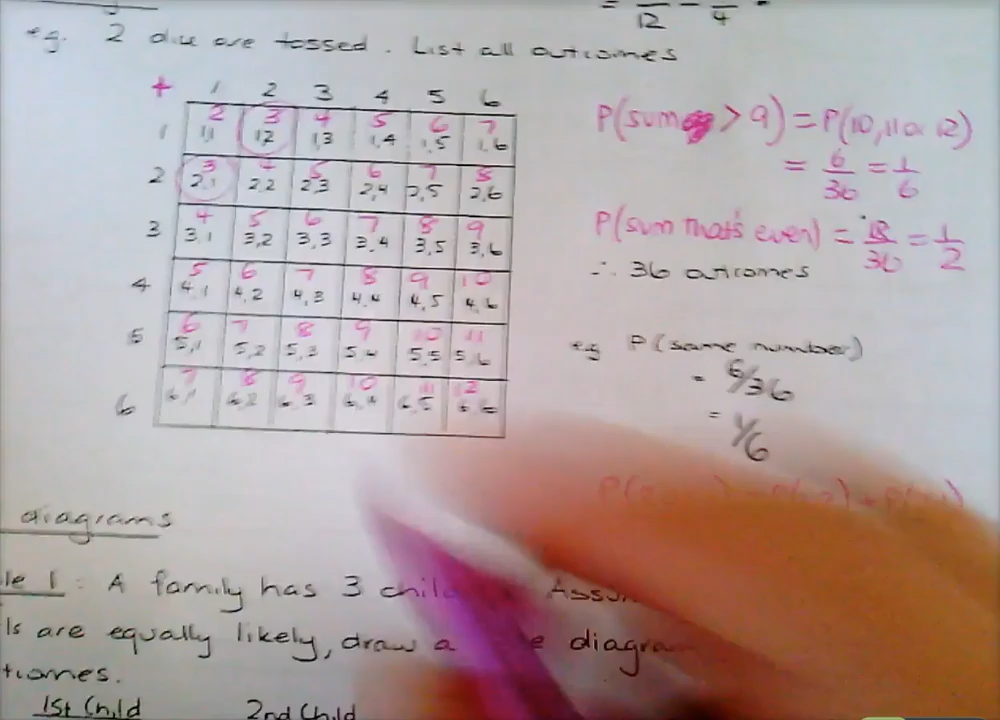 = /12 - /4
eg. 2 dice are tossed. List all outcomes
+ 1 2 3 4 5 6
2 3 4 5 6 7
1 1,1 1,2 1,3 1,4 1,5 1,6
3 4 5 6 7 8
2 2,1 2,2 2,3 2,4 2,5 2,6
4 5 6 7 8 9
3 3,1 3,2 3,3 3,4 3,5 3,6
5 6 7 8 9 10
4 4,1 4,2 4,3 4,4 4,5 4,6
6 7 8 9 10 11
5 5,1 5,2 5,3 5,4 5,5 5,6
7 8 9 10 11 12
6 6,1 6,2 6,3 6,4 6,5 6,6
P(sum > 9) = P(10, 11 or 12)
= 6/36 = 1/6
P(sum that's even) = 18/36 = 1/2
∴ 36 outcomes
eg P(same number)
= 6/36
= 1/6
diagrams
le 1: A family has 3 Assu
ls are equally likely, draw a diagra
tcomes.
1st Child 2nd Child